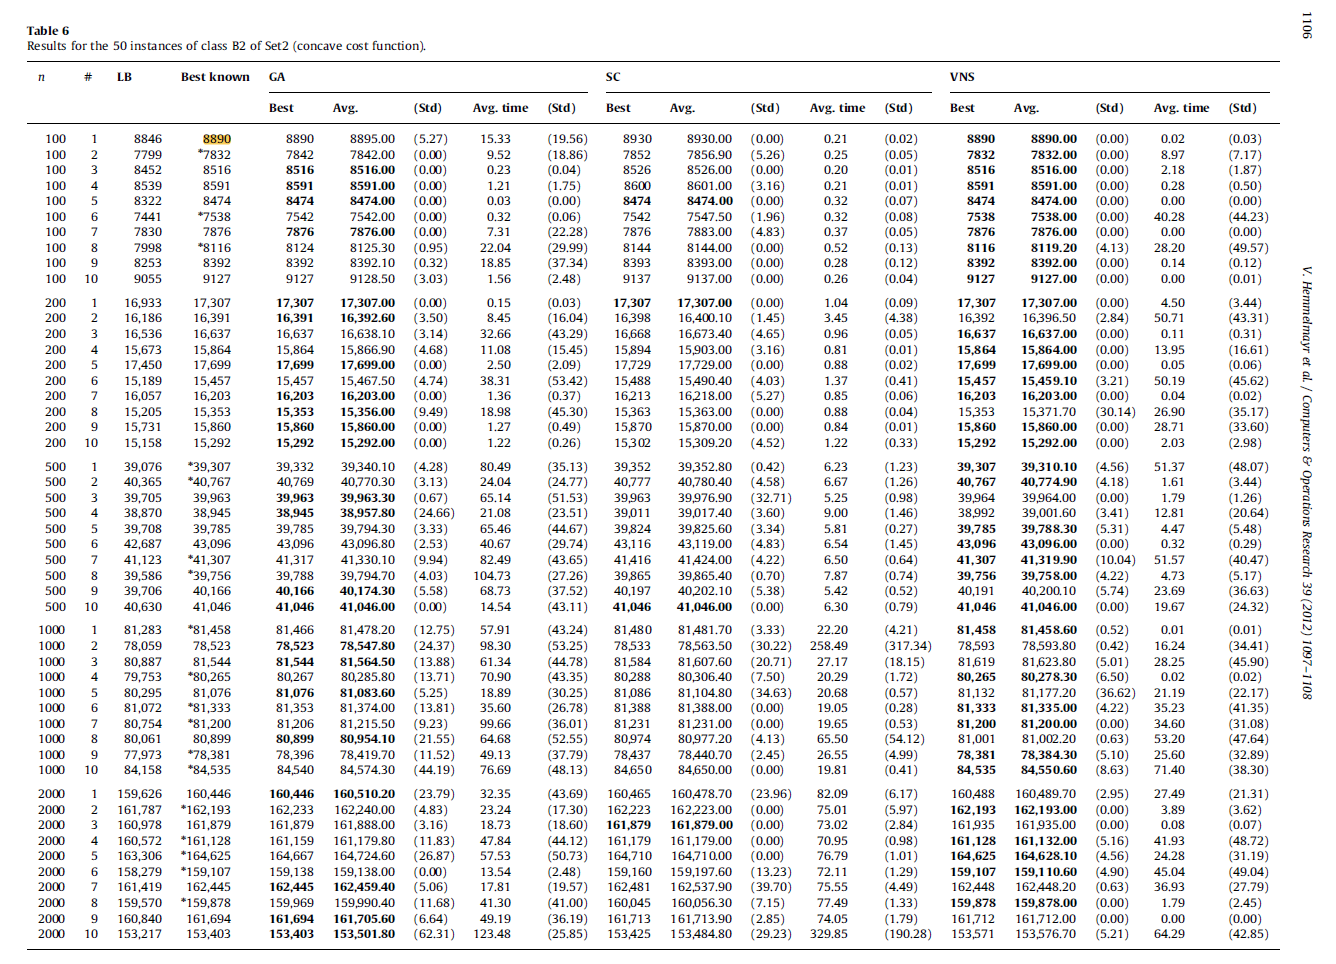 1106
V. Hemmelmayr et al. / Computers & Operations Research 39 (2012) 1097–1108
Table 6
Results for the 50 instances of class B2 of Set2 (concave cost function).
n # LB Best known GA SC VNS
Best Avg. (Std) Avg. time (Std) Best Avg. (Std) Avg. time (Std) Best Avg. (Std) Avg. time (Std)
100 1 8846 8890 8890 8895.00 (5.27) 15.33 (19.56) 8930 8930.00 (0.00) 0.21 (0.02) 8890 8890.00 (0.00) 0.02 (0.03)
100 2 7799 *7832 7842 7842.00 (0.00) 9.52 (18.86) 7852 7856.90 (5.26) 0.25 (0.05) 7832 7832.00 (0.00) 8.97 (7.17)
100 3 8452 8516 8516 8516.00 (0.00) 0.23 (0.04) 8526 8526.00 (0.00) 0.20 (0.01) 8516 8516.00 (0.00) 2.18 (1.87)
100 4 8539 8591 8591 8591.00 (0.00) 1.21 (1.75) 8600 8601.00 (3.16) 0.21 (0.01) 8591 8591.00 (0.00) 0.28 (0.50)
100 5 8322 8474 8474 8474.00 (0.00) 0.03 (0.00) 8474 8474.00 (0.00) 0.32 (0.07) 8474 8474.00 (0.00) 0.00 (0.00)
100 6 7441 *7538 7542 7542.00 (0.00) 0.32 (0.06) 7542 7547.50 (1.96) 0.32 (0.08) 7538 7538.00 (0.00) 40.28 (44.23)
100 7 7830 7876 7876 7876.00 (0.00) 7.31 (22.28) 7876 7883.00 (4.83) 0.37 (0.05) 7876 7876.00 (0.00) 0.00 (0.00)
100 8 7998 *8116 8124 8125.30 (0.95) 22.04 (29.99) 8144 8144.00 (0.00) 0.52 (0.13) 8116 8119.20 (4.13) 28.20 (49.57)
100 9 8253 8392 8392 8392.10 (0.32) 18.85 (37.34) 8393 8393.00 (0.00) 0.28 (0.12) 8392 8392.00 (0.00) 0.14 (0.12)
100 10 9055 9127 9127 9128.50 (3.03) 1.56 (2.48) 9137 9137.00 (0.00) 0.26 (0.04) 9127 9127.00 (0.00) 0.00 (0.01)
200 1 16,933 17,307 17,307 17,307.00 (0.00) 0.15 (0.03) 17,307 17,307.00 (0.00) 1.04 (0.09) 17,307 17,307.00 (0.00) 4.50 (3.44)
200 2 16,186 16,391 16,391 16,392.60 (3.50) 8.45 (16.04) 16,398 16,400.10 (1.45) 3.45 (4.38) 16,392 16,396.50 (2.84) 50.71 (43.31)
200 3 16,536 16,637 16,637 16,638.10 (3.14) 32.66 (43.29) 16,668 16,673.40 (4.65) 0.96 (0.05) 16,637 16,637.00 (0.00) 0.11 (0.31)
200 4 15,673 15,864 15,864 15,866.90 (4.68) 11.08 (15.45) 15,894 15,903.00 (3.16) 0.81 (0.01) 15,864 15,864.00 (0.00) 13.95 (16.61)
200 5 17,450 17,699 17,699 17,699.00 (0.00) 2.50 (2.09) 17,729 17,729.00 (0.00) 0.88 (0.02) 17,699 17,699.00 (0.00) 0.05 (0.06)
200 6 15,189 15,457 15,457 15,467.50 (4.74) 38.31 (53.42) 15,488 15,490.40 (4.03) 1.37 (0.41) 15,457 15,459.10 (3.21) 50.19 (45.62)
200 7 16,057 16,203 16,203 16,203.00 (0.00) 1.36 (0.37) 16,213 16,218.00 (5.27) 0.85 (0.06) 16,203 16,203.00 (0.00) 0.04 (0.02)
200 8 15,205 15,353 15,353 15,356.00 (9.49) 18.98 (45.30) 15,363 15,363.00 (0.00) 0.88 (0.04) 15,353 15,371.70 (30.14) 26.90 (35.17)
200 9 15,731 15,860 15,860 15,860.00 (0.00) 1.27 (0.49) 15,870 15,870.00 (0.00) 0.84 (0.01) 15,860 15,860.00 (0.00) 28.71 (33.60)
200 10 15,158 15,292 15,292 15,292.00 (0.00) 1.22 (0.26) 15,302 15,309.20 (4.52) 1.22 (0.33) 15,292 15,292.00 (0.00) 2.03 (2.98)
500 1 39,076 *39,307 39,332 39,340.10 (4.28) 80.49 (35.13) 39,352 39,352.80 (0.42) 6.23 (1.23) 39,307 39,310.10 (4.56) 51.37 (48.07)
500 2 40,365 *40,767 40,769 40,770.30 (3.13) 24.04 (24.77) 40,777 40,780.40 (4.58) 6.67 (1.26) 40,767 40,774.90 (4.18) 1.61 (3.44)
500 3 39,705 39,963 39,963 39,963.30 (0.67) 65.14 (51.53) 39,963 39,976.90 (32.71) 5.25 (0.98) 39,964 39,964.00 (0.00) 1.79 (1.26)
500 4 38,870 38,945 38,945 38,957.80 (24.66) 21.08 (23.51) 39,011 39,017.40 (3.60) 9.00 (1.46) 38,992 39,001.60 (3.41) 12.81 (20.64)
500 5 39,708 39,785 39,785 39,794.30 (3.33) 65.46 (44.67) 39,824 39,825.60 (3.34) 5.81 (0.27) 39,785 39,788.30 (5.31) 4.47 (5.48)
500 6 42,687 43,096 43,096 43,096.80 (2.53) 40.67 (29.74) 43,116 43,119.00 (4.83) 6.54 (1.45) 43,096 43,096.00 (0.00) 0.32 (0.29)
500 7 41,123 *41,307 41,317 41,330.10 (9.94) 82.49 (43.65) 41,416 41,424.00 (4.22) 6.50 (0.64) 41,307 41,319.90 (10.04) 51.57 (40.47)
500 8 39,586 *39,756 39,788 39,794.70 (4.03) 104.73 (27.26) 39,865 39,865.40 (0.70) 7.87 (0.74) 39,756 39,758.00 (4.22) 4.73 (5.17)
500 9 39,706 40,166 40,166 40,174.30 (5.58) 68.73 (37.52) 40,197 40,202.10 (5.38) 5.42 (0.52) 40,191 40,200.10 (5.74) 23.69 (36.63)
500 10 40,630 41,046 41,046 41,046.00 (0.00) 14.54 (43.11) 41,046 41,046.00 (0.00) 6.30 (0.79) 41,046 41,046.00 (0.00) 19.67 (24.32)
1000 1 81,283 *81,458 81,466 81,478.20 (12.75) 57.91 (43.24) 81,480 81,481.70 (3.33) 22.20 (4.21) 81,458 81,458.60 (0.52) 0.01 (0.01)
1000 2 78,059 78,523 78,523 78,547.80 (24.37) 98.30 (53.25) 78,533 78,563.50 (30.22) 258.49 (317.34) 78,593 78,593.80 (0.42) 16.24 (34.41)
1000 3 80,887 81,544 81,544 81,564.50 (13.88) 61.34 (44.78) 81,584 81,607.60 (20.71) 27.17 (18.15) 81,619 81,623.80 (5.01) 28.25 (45.90)
1000 4 79,753 *80,265 80,267 80,285.80 (13.71) 70.90 (43.35) 80,288 80,306.40 (7.50) 20.29 (1.72) 80,265 80,278.30 (6.50) 0.02 (0.02)
1000 5 80,295 81,076 81,076 81,083.60 (5.25) 18.89 (30.25) 81,086 81,104.80 (34.63) 20.68 (0.57) 81,132 81,177.20 (36.62) 21.19 (22.17)
1000 6 81,072 *81,333 81,353 81,374.00 (13.81) 35.60 (26.78) 81,388 81,388.00 (0.00) 19.05 (0.28) 81,333 81,335.00 (4.22) 35.23 (41.35)
1000 7 80,754 *81,200 81,206 81,215.50 (9.23) 99.66 (36.01) 81,231 81,231.00 (0.00) 19.65 (0.53) 81,200 81,200.00 (0.00) 34.60 (31.08)
1000 8 80,061 80,899 80,899 80,954.10 (21.55) 64.68 (52.55) 80,974 80,977.20 (4.13) 65.50 (54.12) 81,001 81,002.20 (0.63) 53.20 (47.64)
1000 9 77,973 *78,381 78,396 78,419.70 (11.52) 49.13 (37.79) 78,437 78,440.70 (2.45) 26.55 (4.99) 78,381 78,384.30 (5.10) 25.60 (32.89)
1000 10 84,158 *84,535 84,540 84,574.30 (44.19) 76.69 (48.13) 84,650 84,650.00 (0.00) 19.81 (0.41) 84,535 84,550.60 (8.63) 71.40 (38.30)
2000 1 159,626 160,446 160,446 160,510.20 (23.79) 32.35 (43.69) 160,465 160,478.70 (23.96) 82.09 (6.17) 160,488 160,489.70 (2.95) 27.49 (21.31)
2000 2 161,787 *162,193 162,233 162,240.00 (4.83) 23.24 (17.30) 162,223 162,223.00 (0.00) 75.01 (5.97) 162,193 162,193.00 (0.00) 3.89 (3.62)
2000 3 160,978 161,879 161,879 161,888.00 (3.16) 18.73 (18.60) 161,879 161,879.00 (0.00) 73.02 (2.84) 161,935 161,935.00 (0.00) 0.08 (0.07)
2000 4 160,572 *161,128 161,159 161,179.80 (11.83) 47.84 (44.12) 161,179 161,179.00 (0.00) 70.95 (0.98) 161,128 161,132.00 (5.16) 41.93 (48.72)
2000 5 163,306 *164,625 164,667 164,724.60 (26.87) 57.53 (50.73) 164,710 164,710.00 (0.00) 76.79 (1.01) 164,625 164,628.10 (4.56) 24.28 (31.19)
2000 6 158,279 *159,107 159,138 159,138.00 (0.00) 13.54 (2.48) 159,160 159,197.60 (13.23) 72.11 (1.29) 159,107 159,110.60 (4.90) 45.04 (49.04)
2000 7 161,419 162,445 162,445 162,459.40 (5.06) 17.81 (19.57) 162,481 162,537.90 (39.70) 75.55 (4.49) 162,448 162,448.20 (0.63) 36.93 (27.79)
2000 8 159,570 *159,878 159,969 159,990.40 (11.68) 41.30 (41.00) 160,045 160,056.30 (7.15) 77.49 (1.33) 159,878 159,878.00 (0.00) 1.79 (2.45)
2000 9 160,840 161,694 161,694 161,705.60 (6.64) 49.19 (36.19) 161,713 161,713.90 (2.85) 74.05 (1.79) 161,712 161,712.00 (0.00) 0.00 (0.00)
2000 10 153,217 153,403 153,403 153,501.80 (62.31) 123.48 (25.85) 153,425 153,484.80 (29.23) 329.85 (190.28) 153,571 153,576.70 (5.21) 64.29 (42.85)